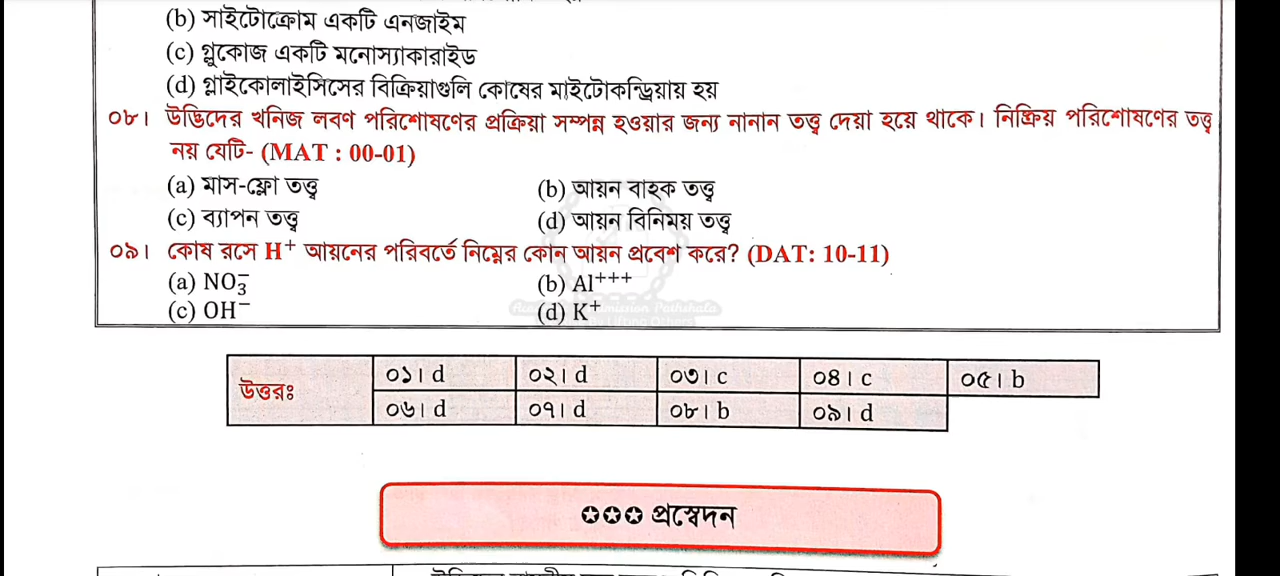 (b) সাইটোক্রোম একটি এনজাইম
(c) গ্লুকোজ একটি মনোস্যাকারাইড
(d) গ্লাইকোলাইসিসের বিক্রিয়াগুলি কোষের মাইটোকন্ড্রিয়ায় হয়
০৮। উদ্ভিদের খনিজ লবণ পরিশোষণের প্রক্রিয়া সম্পন্ন হওয়ার জন্য নানান তত্ত্ব দেয়া হয়ে থাকে। নিষ্ক্রিয় পরিশোষণের তত্ত্ব
নয় যেটি- (MAT : 00-01)
(a) মাস-ফ্লো তত্ত্ব (b) আয়ন বাহক তত্ত্ব
(c) ব্যাপন তত্ত্ব (d) আয়ন বিনিময় তত্ত্ব
০৯। কোষ রসে H⁺ আয়নের পরিবর্তে নিম্নের কোন আয়ন প্রবেশ করে? (DAT: 10-11)
(a) NO₃⁻ (b) Al⁺⁺⁺
(c) OH⁻ (d) K⁺
উত্তরঃ ০১। d ০২। d ০৩। c ০৪। c ০৫। b
০৬। d ০৭। d ০৮। b ০৯। d
✪✪✪ প্রস্বেদন